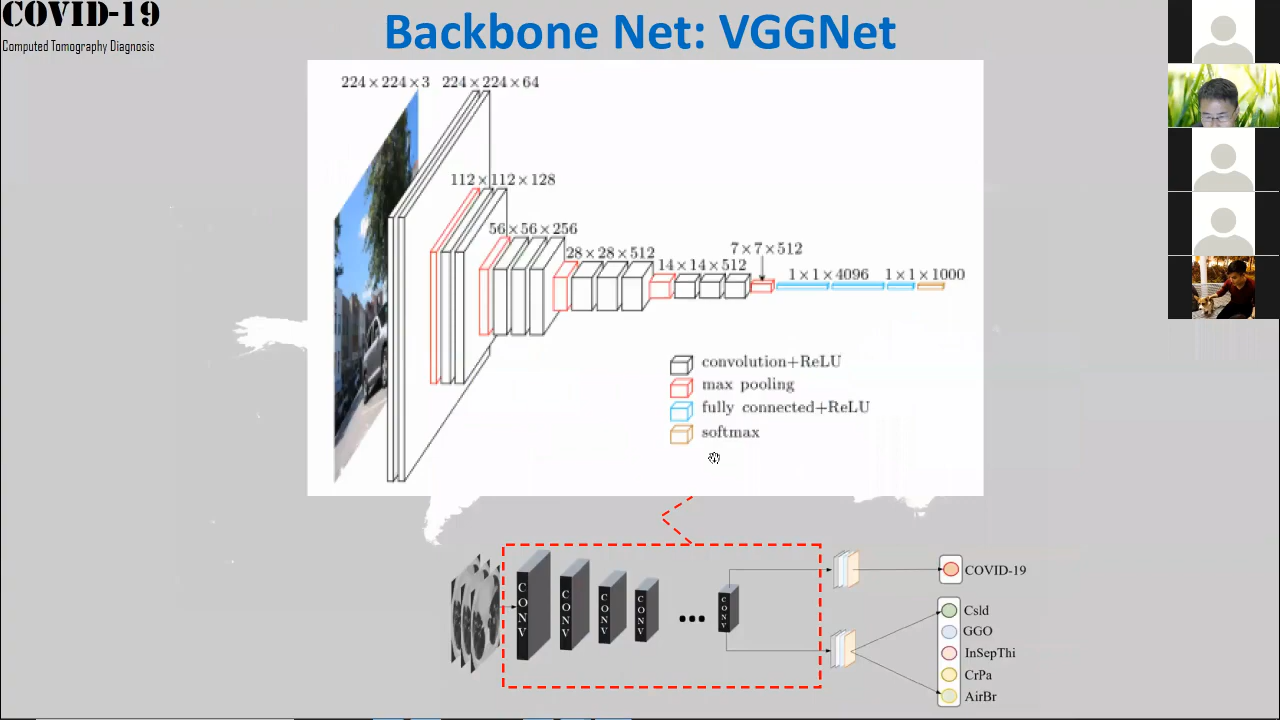 COVID-19
Computed Tomography Diagnosis
Backbone Net: VGGNet
224×224×3 224×224×64
112×112×128
56×56×256
28×28×512
14×14×512
7×7×512
1×1×4096 1×1×1000
convolution+ReLU
max pooling
fully connected+ReLU
softmax
CONV
CONV
CONV
CONV
CONV
COVID-19
Csld
GGO
InSepThi
CrPa
AirBr